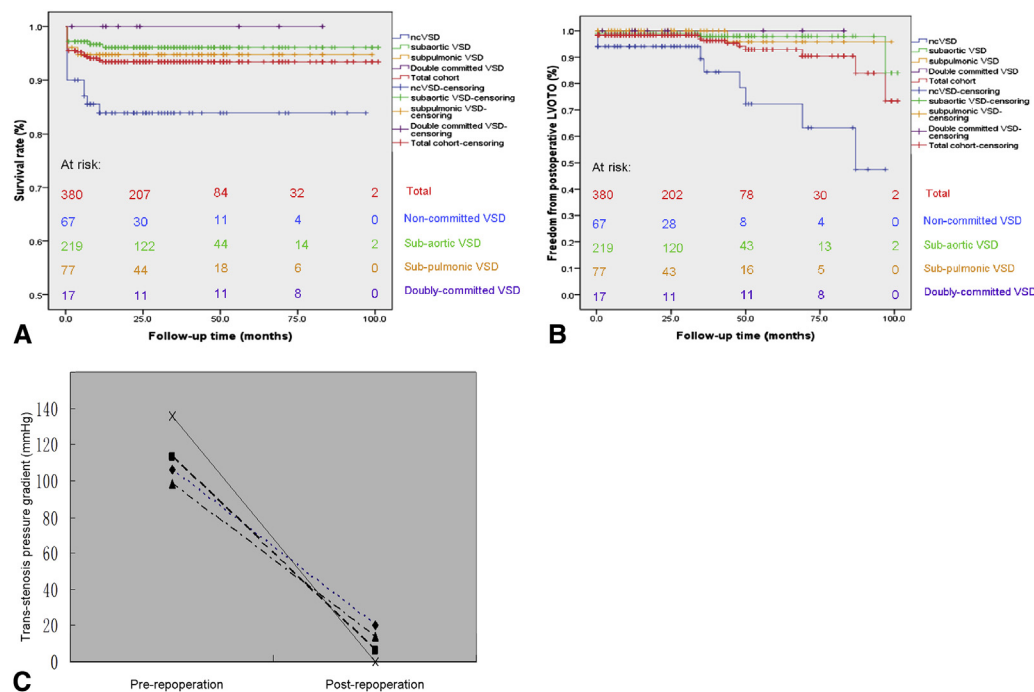 1.0
0.9
0.8
0.7
0.6
0.5
Survival rate (%)
ncVSD
subaortic VSD
subpulmonic VSD
Double committed VSD
Total cohort
ncVSD-censoring
subaortic VSD-censoring
subpulmonic VSD-
censoring
Double committed VSD-
censoring
Total cohort-censoring
At risk:
380 207 84 32 2 Total
67 30 11 4 0 Non-committed VSD
219 122 44 14 2 Sub-aortic VSD
77 44 18 6 0 Sub-pulmonic VSD
17 11 11 8 0 Doubly-committed VSD
0.0 25.0 50.0 75.0 100.0
Follow-up time (months)
A
1.0
0.9
0.8
0.7
0.6
0.5
0.4
0.3
0.2
0.1
0.0
Freedom from postoperative LVOTO (%)
ncVSD
subaortic VSD
subpulmonic VSD
Double committed VSD
Total cohort
ncVSD-censoring
subaortic VSD-censoring
subpulmonic VSD-
censoring
Double committed VSD-
censoring
Total cohort-censoring
At risk:
380 202 78 30 2 Total
67 28 8 4 0 Non-committed VSD
219 120 43 13 2 Sub-aortic VSD
77 43 16 5 0 Sub-pulmonic VSD
17 11 11 8 0 Doubly-committed VSD
0.0 25.0 50.0 75.0 100.0
Follow-up time (months)
B
140
120
100
80
60
40
20
0
Trans-stenosis pressure gradient (mmHg)
Pre-repoperation Post-repoperation
C